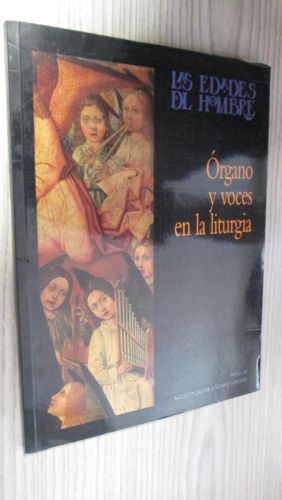 LAS EDADES
DEL HOMBRE
Órgano
y voces
en la liturgia